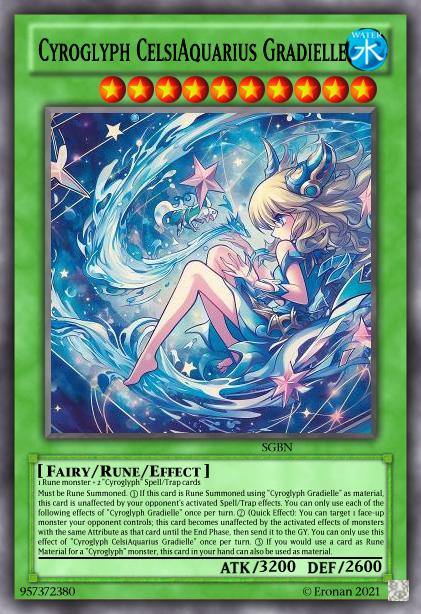 Cyroglyph CelsiAquarius Gradielle
WATER
水
SGBN
[ Fairy/Rune/Effect ]
1 Rune monster + 2 "Cyroglyph" Spell/Trap cards
Must be Rune Summoned. ① If this card is Rune Summoned using "Cyroglyph Gradielle" as material,
this card is unaffected by your opponent's activated Spell/Trap effects. You can only use each of the
following effects of "Cyroglyph Gradielle" once per turn. ② (Quick Effect: You can target 1 face-up
monster your opponent controls; this card becomes unaffected by the activated effects of monsters
with the same Attribute as that card until the End Phase, then send it to the GY. You can only use this
effect of "Cyroglyph CelsiAquarius Gradielle" once per turn. ③ If you would use a card as Rune
Material for a "Cyroglyph" monster, this card in your hand can also be used as material.
ATK/3200 DEF/2600
957372380
© Eronan 2021